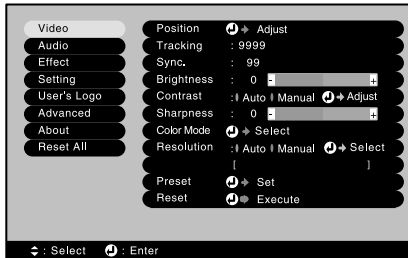 Video
Audio
Effect
Setting
User's Logo
Advanced
About
Reset All
Position Adjust
Tracking : 9999
Sync. : 99
Brightness : 0 - +
Contrast : Auto Manual Adjust
Sharpness : 0 - +
Color Mode Select
Resolution : Auto Manual Select
[ ]
Preset Set
Reset Execute
: Select : Enter